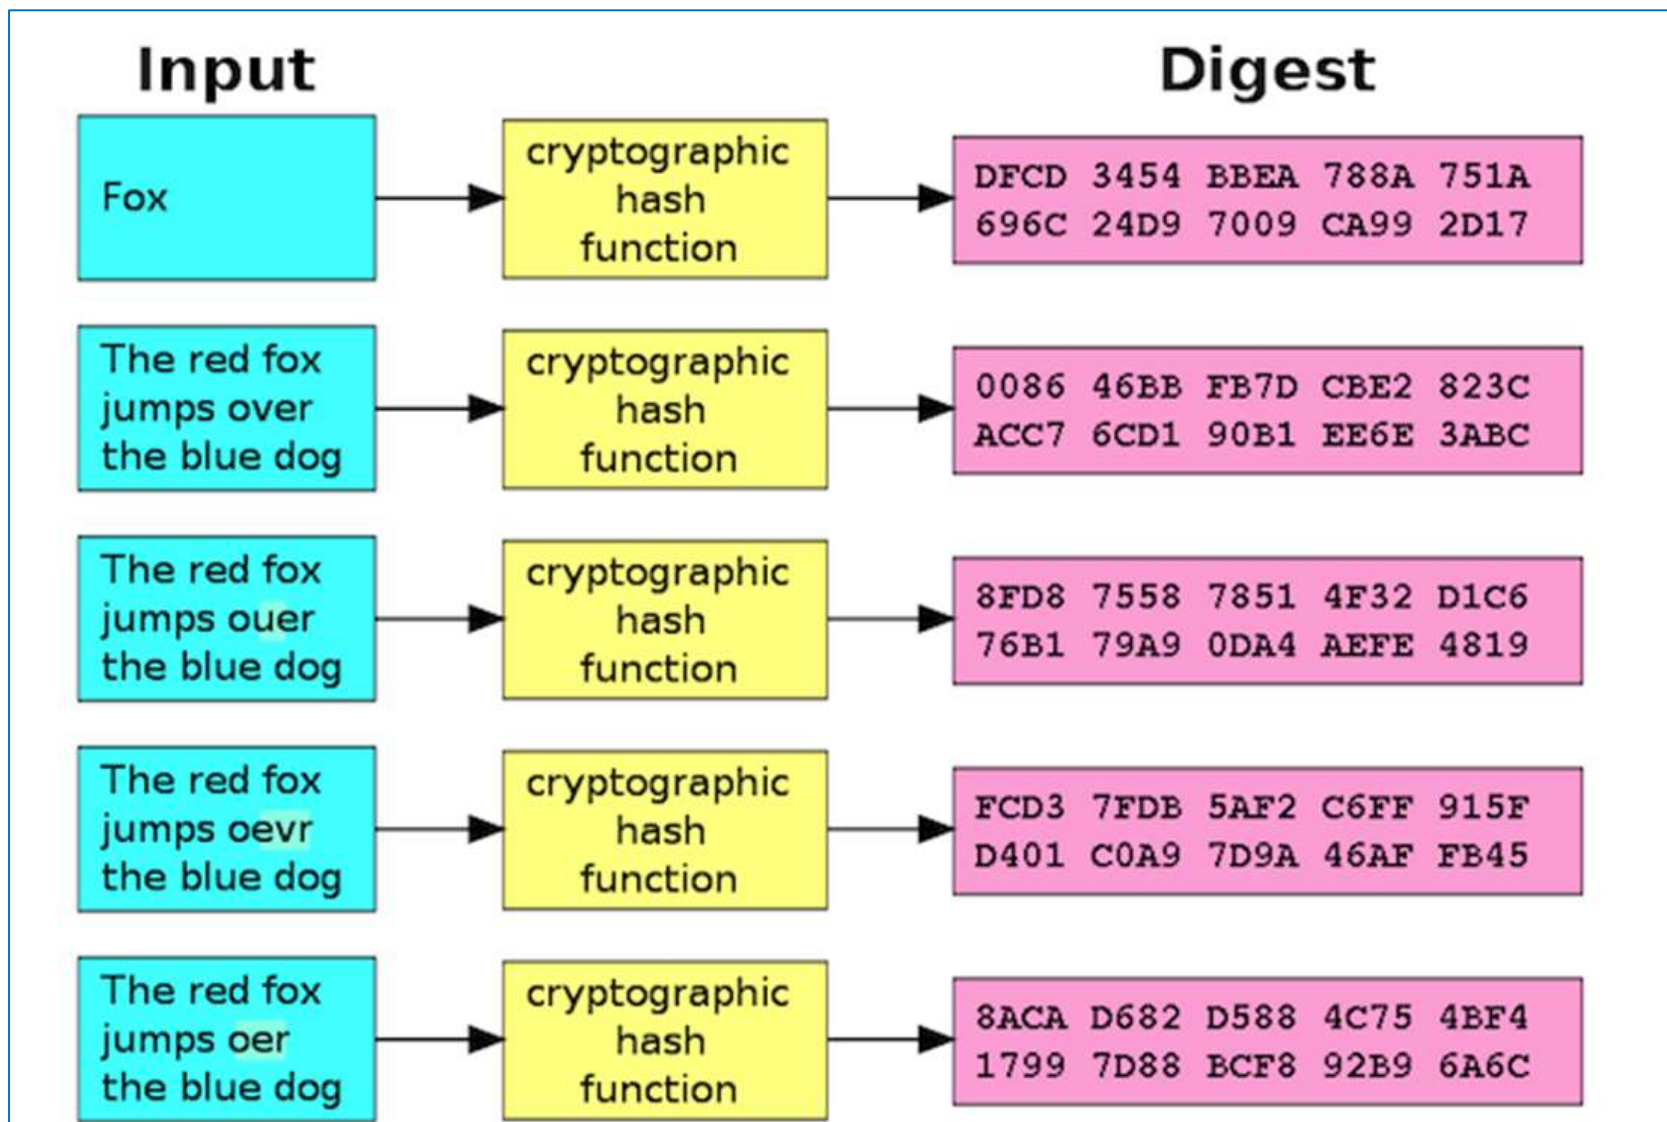 Input
Digest
Fox
cryptographic
hash
function
DFCD 3454 BBEA 788A 751A
696C 24D9 7009 CA99 2D17
The red fox
jumps over
the blue dog
cryptographic
hash
function
0086 46BB FB7D CBE2 823C
ACC7 6CD1 90B1 EE6E 3ABC
The red fox
jumps ouer
the blue dog
cryptographic
hash
function
8FD8 7558 7851 4F32 D1C6
76B1 79A9 0DA4 AEFE 4819
The red fox
jumps oevr
the blue dog
cryptographic
hash
function
FCD3 7FDB 5AF2 C6FF 915F
D401 C0A9 7D9A 46AF FB45
The red fox
jumps oer
the blue dog
cryptographic
hash
function
8ACA D682 D588 4C75 4BF4
1799 7D88 BCF8 92B9 6A6C